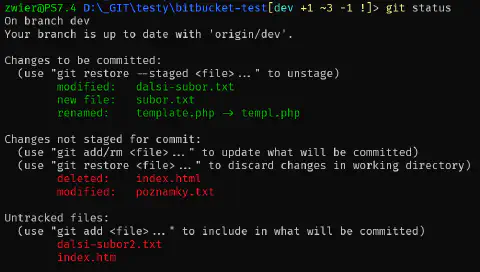 zwier@PS7.4 D:\_GIT\testy\bitbucket-test[dev +1 ~3 -1 !]> git status
On branch dev
Your branch is up to date with 'origin/dev'.
Changes to be committed:
(use "git restore --staged <file>..." to unstage)
modified: dalsi-subor.txt
new file: subor.txt
renamed: template.php -> templ.php
Changes not staged for commit:
(use "git add/rm <file>..." to update what will be committed)
(use "git restore <file>..." to discard changes in working directory)
deleted: index.html
modified: poznamky.txt
Untracked files:
(use "git add <file>..." to include in what will be committed)
dalsi-subor2.txt
index.htm